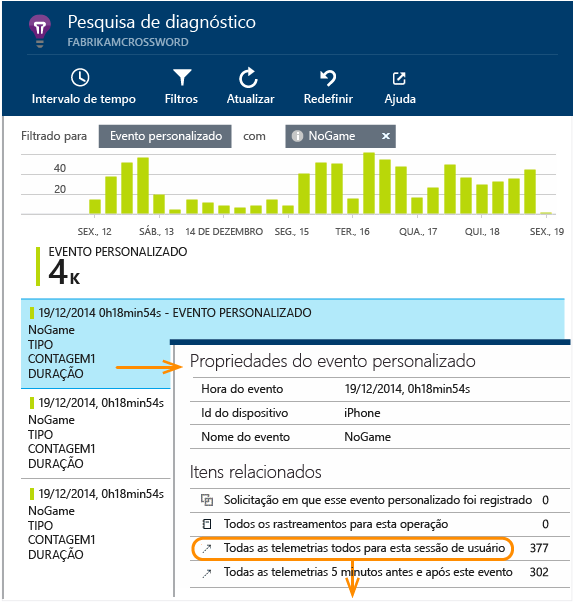 Pesquisa de diagnóstico
FABRIKAMCROSSWORD
Intervalo de tempo
Filtros
Atualizar
Redefinir
Ajuda
Filtrado para
Evento personalizado
com
NoGame
×
40
20
SEX., 12
SÁB., 13
14 DE DEZEMBRO
SEG., 15
TER., 16
QUA., 17
QUI., 18
SEX., 19
EVENTO PERSONALIZADO
4K
19/12/2014 0h18min54s - EVENTO PERSONALIZADO
NoGame
TIPO
CONTAGEM1
DURAÇÃO
19/12/2014, 0h18min54s
NoGame
TIPO
CONTAGEM1
DURAÇÃO
19/12/2014, 0h18min54s
NoGame
TIPO
CONTAGEM1
DURAÇÃO
Propriedades do evento personalizado
Hora do evento 19/12/2014, 0h18min54s
Id do dispositivo iPhone
Nome do evento NoGame
Itens relacionados
Solicitação em que esse evento personalizado foi registrado 0
Todos os rastreamentos para esta operação 0
Todas as telemetrias todos para esta sessão de usuário 377
Todas as telemetrias 5 minutos antes e após este evento 302